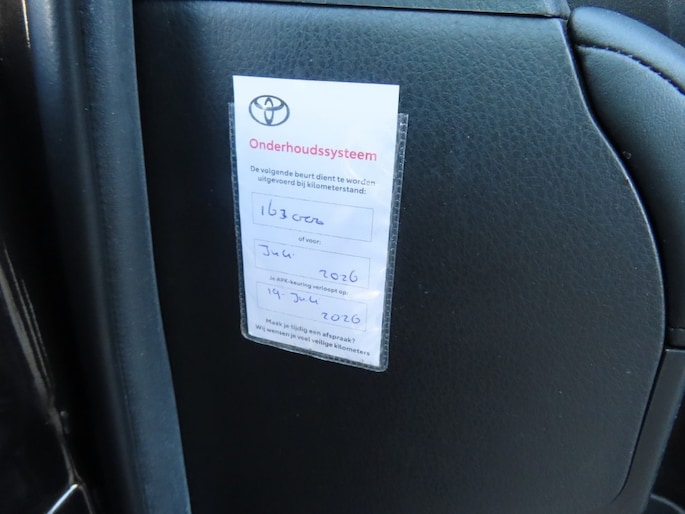 Onderhoudssysteem
De volgende beurt dient te worden
uitgevoerd bij kilometerstand:
163000
of voor:
Juli
2026
Je APK-keuring verloopt op:
19. Juli
2026
Maak je tijdig een afspraak?
Wij wensen je veel veilige kilometers